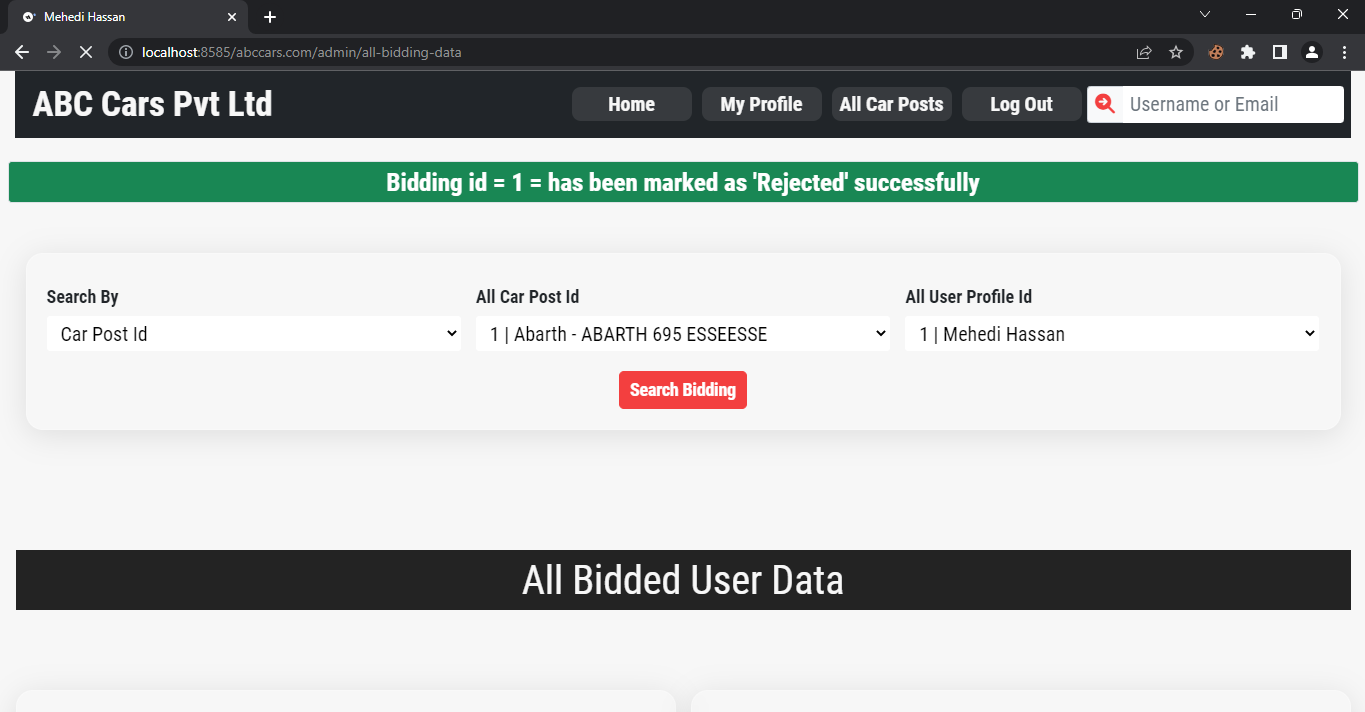 Mehedi Hassan
localhost:8585/abccars.com/admin/all-bidding-data
ABC Cars Pvt Ltd
Home
My Profile
All Car Posts
Log Out
Username or Email
Bidding id = 1 = has been marked as 'Rejected' successfully
Search By
All Car Post Id
All User Profile Id
Car Post Id
1 | Abarth - ABARTH 695 ESSEESSE
1 | Mehedi Hassan
Search Bidding
All Bidded User Data